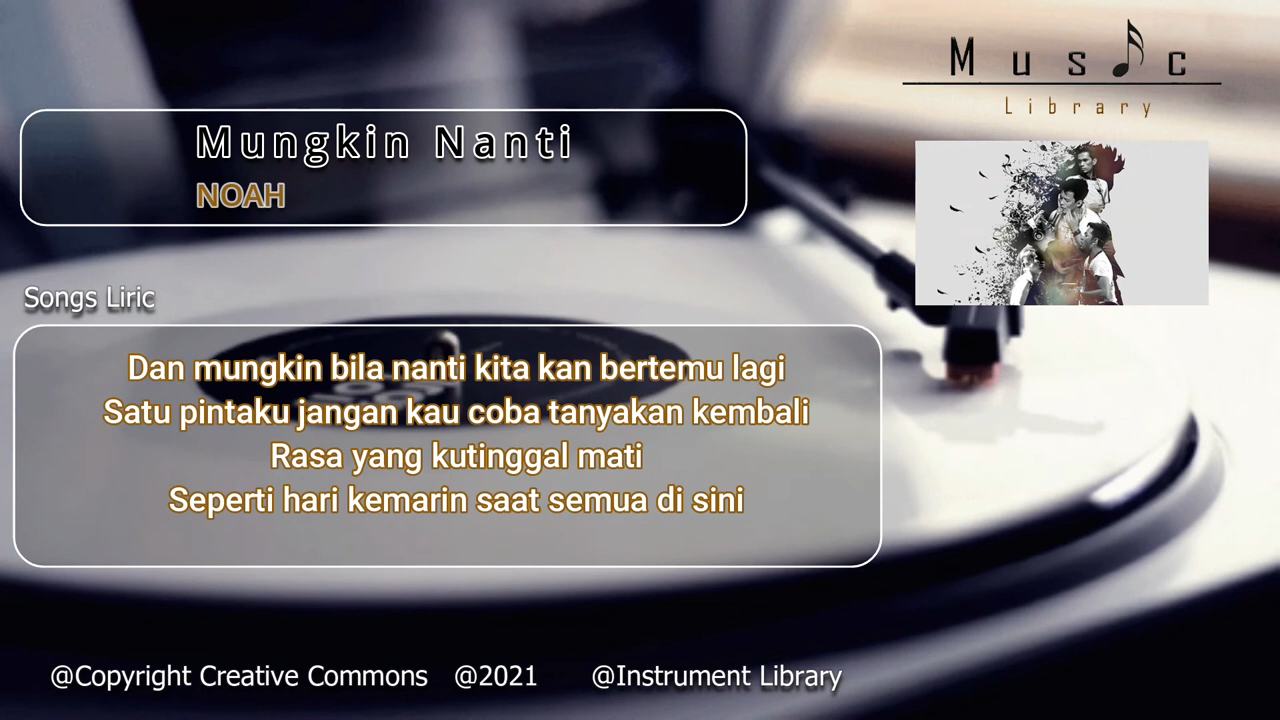 Music
Library
Mungkin Nanti
NOAH
Songs Liric
Dan mungkin bila nanti kita kan bertemu lagi
Satu pintaku jangan kau coba tanyakan kembali
Rasa yang kutinggal mati
Seperti hari kemarin saat semua di sini
@Copyright Creative Commons @2021 @Instrument Library